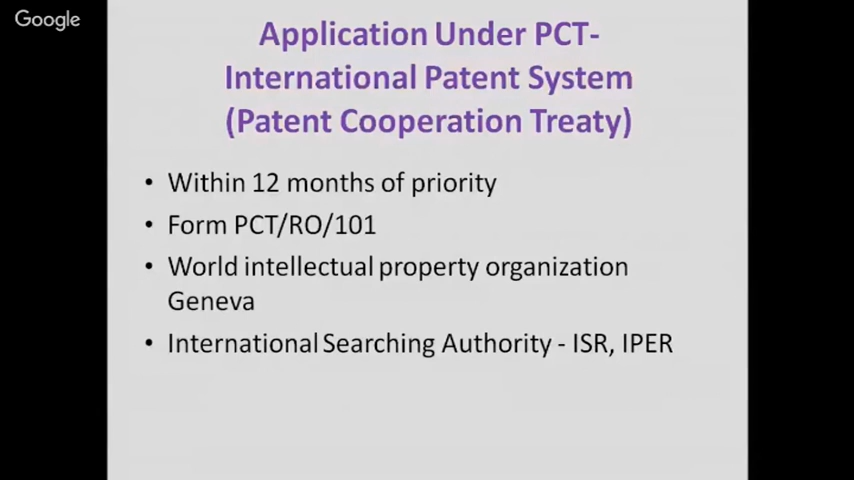 Google
Application Under PCT-
International Patent System
(Patent Cooperation Treaty)
• Within 12 months of priority
• Form PCT/RO/101
• World intellectual property organization
Geneva
• International Searching Authority - ISR, IPER